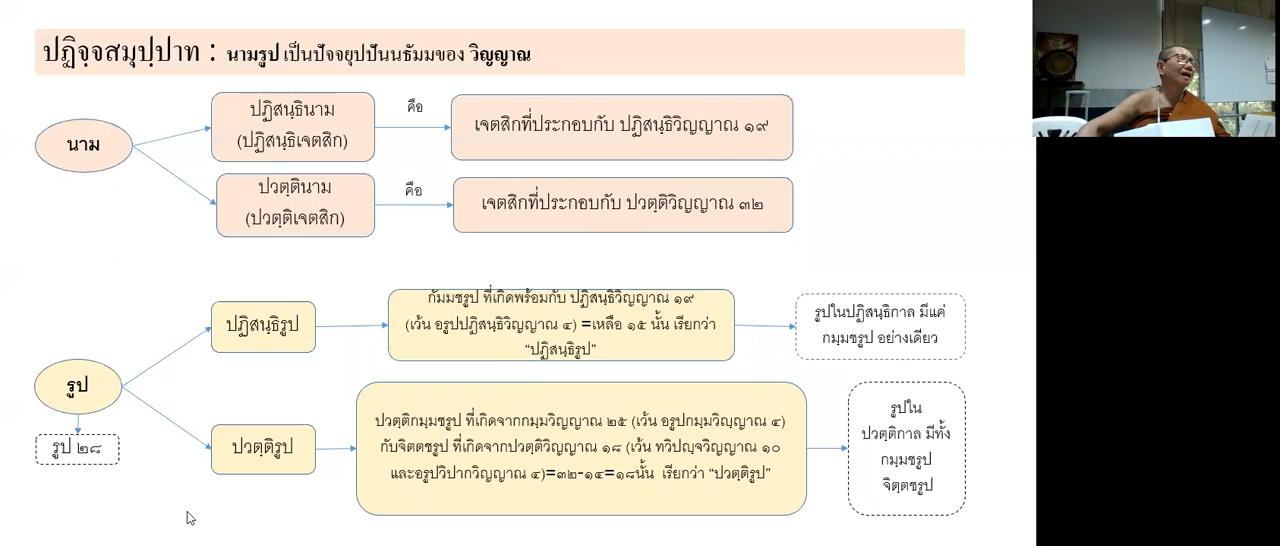 ปฏิจฺจสมุปฺปาท : นามรูป เป็นปัจจยุปปันนธัมมของ วิญญาณ
นาม
ปฏิสนฺธินาม
(ปฏิสนฺธิเจตสิก)
คือ
เจตสิกที่ประกอบกับ ปฏิสนฺธิวิญญาณ ๑๙
ปวตฺตินาม
(ปวตฺติเจตสิก)
คือ
เจตสิกที่ประกอบกับ ปวตฺติวิญญาณ ๓๒
รูป
รูป ๒๘
ปฏิสนฺธิรูป
กัมมชรูป ที่เกิดพร้อมกับ ปฏิสนฺธิวิญญาณ ๑๙
(เว้น อรูปปฏิสนฺธิวิญญาณ ๔) =เหลือ ๑๕ นั้น เรียกว่า
“ปฏิสนฺธิรูป”
รูปในปฏิสนฺธิกาล มีแค่
กมฺมชรูป อย่างเดียว
ปวตฺติรูป
ปวตฺติกมฺมชรูป ที่เกิดจากกมฺมวิญญาณ ๒๕ (เว้น อรูปกมฺมวิญฺญาณ ๔)
กับจิตตชรูป ที่เกิดจากปวตฺติวิญญาณ ๑๘ (เว้น ทวิปญฺจวิญญาณ ๑๐
และอรูปวิปากวิญญาณ ๔)=๓๒-๑๔=๑๘นั้น เรียกว่า “ปวตฺติรูป”
รูปใน
ปวตฺติกาล มีทั้ง
กมฺมชรูป
จิตฺตชรูป